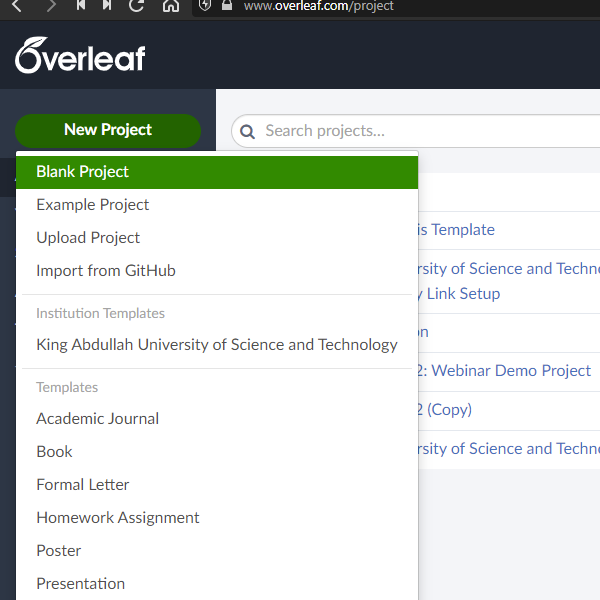 www.overleaf.com/project
Overleaf
New Project
Search projects...
Blank Project
Example Project
Upload Project
Import from GitHub
Institution Templates
King Abdullah University of Science and Technology
Templates
Academic Journal
Book
Formal Letter
Homework Assignment
Poster
Presentation
is Template
rsity of Science and Techn
y Link Setup
on
2: Webinar Demo Project
2 (Copy)
rsity of Science and Techn